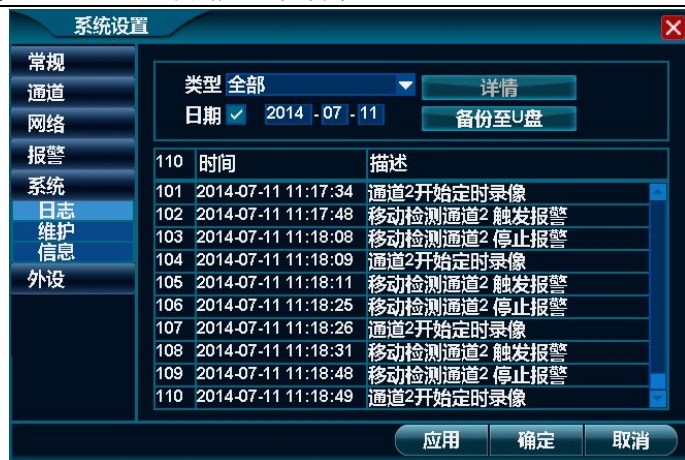 系统设置
常规
通道
网络
报警
系统
日志
维护
信息
外设
类型 全部
详情
日期 2014 - 07 - 11
备份至U盘
110 时间 描述
101 2014-07-11 11:17:34 通道2开始定时录像
102 2014-07-11 11:17:48 移动检测通道2 触发报警
103 2014-07-11 11:18:08 移动检测通道2 停止报警
104 2014-07-11 11:18:09 通道2开始定时录像
105 2014-07-11 11:18:11 移动检测通道2 触发报警
106 2014-07-11 11:18:25 移动检测通道2 停止报警
107 2014-07-11 11:18:26 通道2开始定时录像
108 2014-07-11 11:18:31 移动检测通道2 触发报警
109 2014-07-11 11:18:48 移动检测通道2 停止报警
110 2014-07-11 11:18:49 通道2开始定时录像
应用 确定 取消